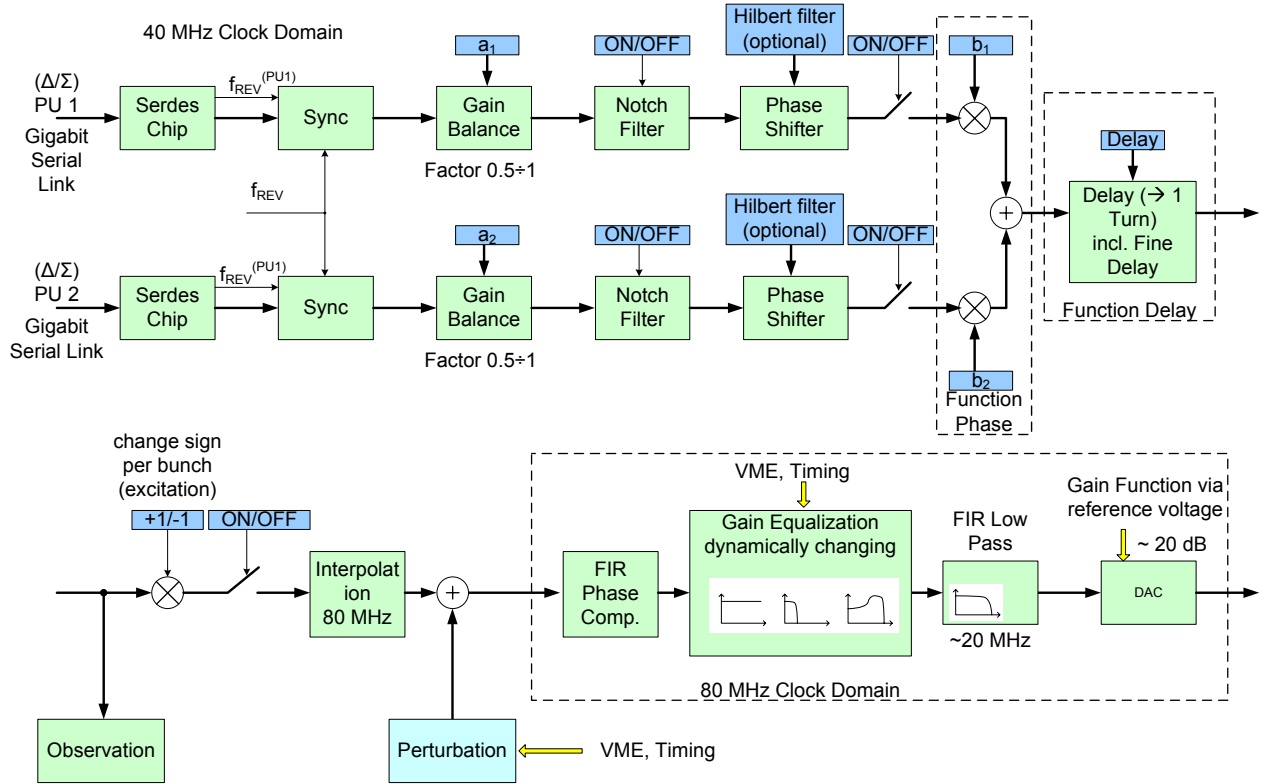 40 MHz Clock Domain
a₁
ON/OFF
Hilbert filter
(optional)
ON/OFF
b₁
(Δ/Σ)
PU 1
Gigabit
Serial
Link
Serdes
Chip
f_REV^(PU1)
Sync
Gain
Balance
Factor 0.5÷1
Notch
Filter
Phase
Shifter
f_REV
Delay
Delay (→ 1
Turn)
incl. Fine
Delay
Function Delay
+
a₂
ON/OFF
Hilbert filter
(optional)
ON/OFF
(Δ/Σ)
PU 2
Gigabit
Serial Link
Serdes
Chip
f_REV^(PU1)
Sync
Gain
Balance
Factor 0.5÷1
Notch
Filter
Phase
Shifter
b₂
Function
Phase
change sign
per bunch
(excitation)
+1/-1
ON/OFF
Interpolat
ion
80 MHz
+
FIR
Phase
Comp.
VME, Timing
Gain Equalization
dynamically changing
FIR Low
Pass
~20 MHz
Gain Function via
reference voltage
~ 20 dB
DAC
80 MHz Clock Domain
Observation
Perturbation
VME, Timing